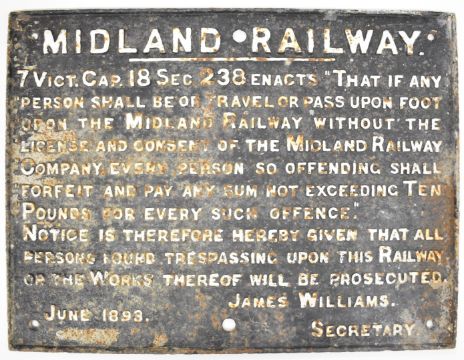 MIDLAND • RAILWAY.
7 VICT. CAP. 18 SEC 238 ENACTS "THAT IF ANY
PERSON SHALL BE OR TRAVEL OR PASS UPON FOOT
UPON THE MIDLAND RAILWAY WITHOUT THE
LICENSE AND CONSENT OF THE MIDLAND RAILWAY
COMPANY, EVERY PERSON SO OFFENDING SHALL
FORFEIT AND PAY ANY SUM NOT EXCEEDING TEN
POUNDS FOR EVERY SUCH OFFENCE."
NOTICE IS THEREFORE HEREBY GIVEN THAT ALL
PERSONS FOUND TRESPASSING UPON THIS RAILWAY
OR THE WORKS THEREOF WILL BE PROSECUTED.
JAMES WILLIAMS.
JUNE 1893.
SECRETARY.